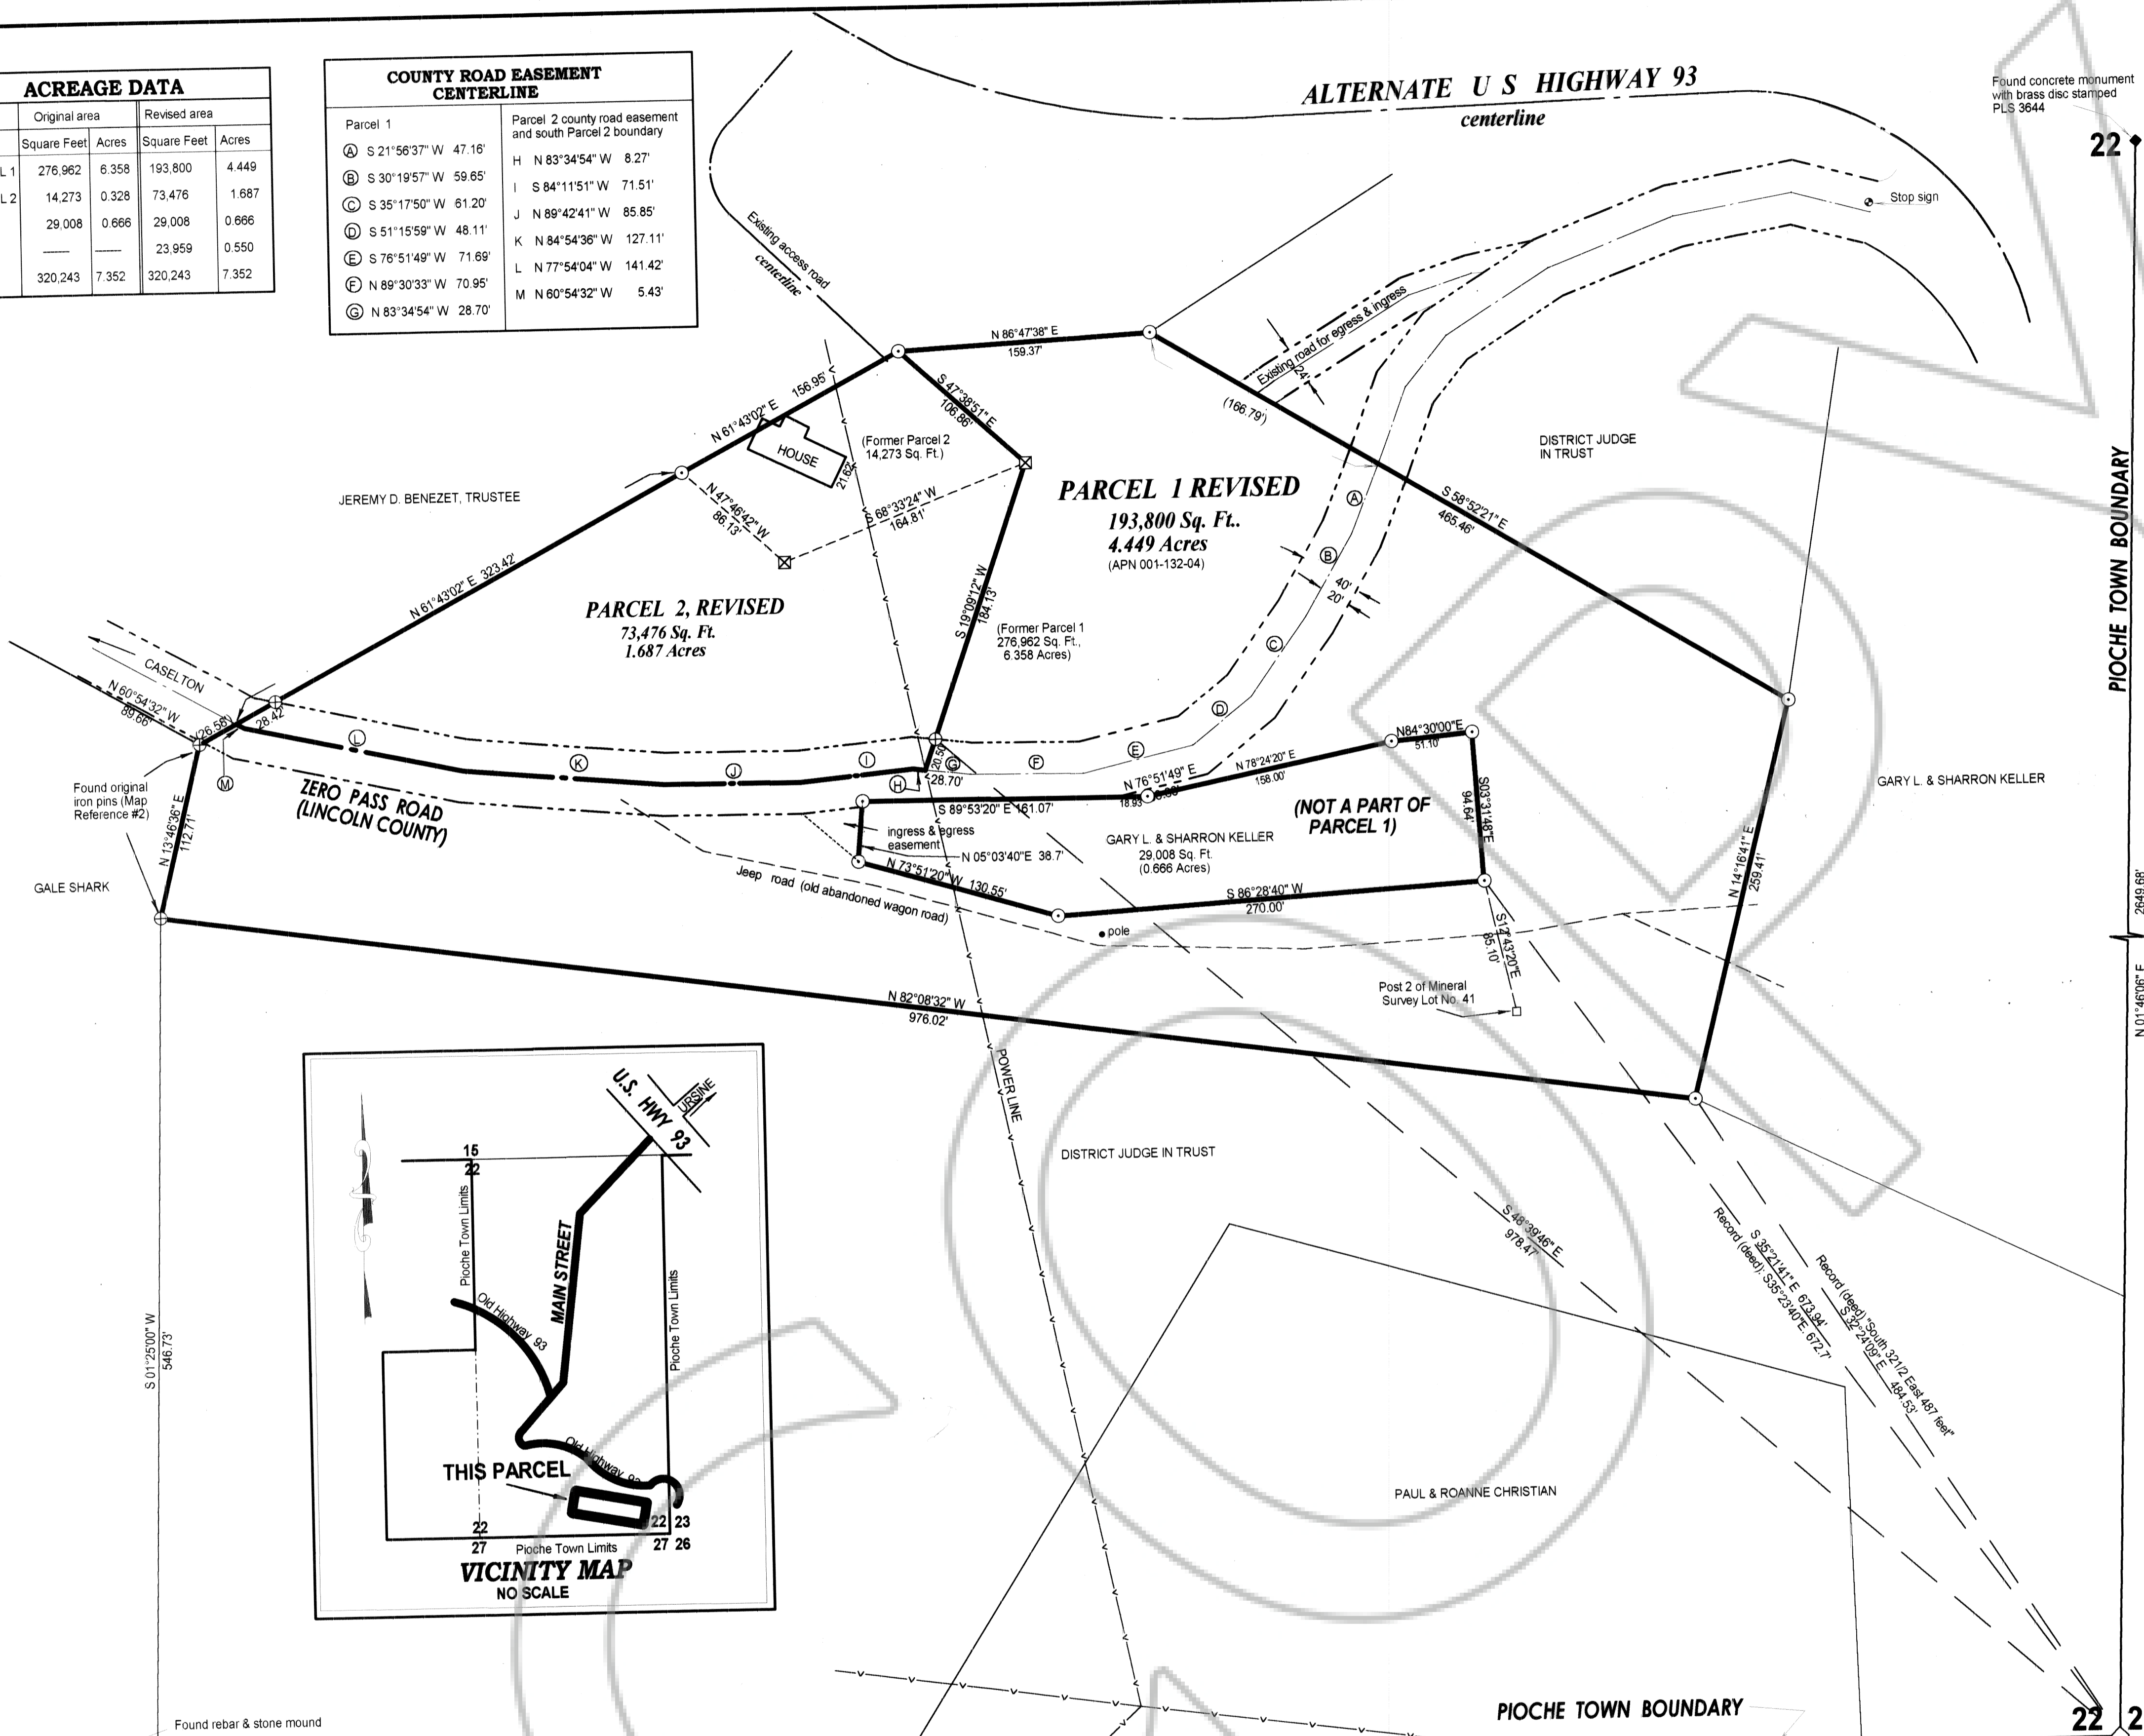 ACREAGE DATA
Original area Revised area
Square Feet Acres Square Feet Acres
L 1 276,962 6.358 193,800 4.449
L 2 14,273 0.328 73,476 1.687
29,008 0.666 29,008 0.666
23,959 0.550
320,243 7.352 320,243 7.352
COUNTY ROAD EASEMENT
CENTERLINE
Parcel 1
A S 21°56'37" W 47.16'
B S 30°19'57" W 59.65'
C S 35°17'50" W 61.20'
D S 51°15'59" W 48.11'
E S 76°51'49" W 71.69'
F N 89°30'33" W 70.95'
G N 83°34'54" W 28.70'
Parcel 2 county road easement
and south Parcel 2 boundary
H N 83°34'54" W 8.27'
I S 84°11'51" W 71.51'
J N 89°42'41" W 85.85'
K N 84°54'36" W 127.11'
L N 77°54'04" W 141.42'
M N 60°54'32" W 5.43'
ALTERNATE U S HIGHWAY 93
centerline
Found concrete monument
with brass disc stamped
PLS 3644
22
Stop sign
Existing access road
centerline
N 86°47'38" E
159.37'
Existing road for egress & ingress
24'
(166.79')
N 61°43'02" E 156.95'
S 47°38'51" E
106.86'
HOUSE
21.62'
(Former Parcel 2
14,273 Sq. Ft.)
DISTRICT JUDGE
IN TRUST
JEREMY D. BENEZET, TRUSTEE
N 47°46'42" W
86.13'
S 68°33'24" W
164.81'
PARCEL 1 REVISED
193,800 Sq. Ft..
4.449 Acres
(APN 001-132-04)
S 58°52'21" E
465.46'
A
B
40'
20'
C
D
E
F
G
PIOCHE TOWN BOUNDARY
N 61°43'02" E 323.42'
PARCEL 2, REVISED
73,476 Sq. Ft.
1.687 Acres
S 19°09'12" W
184.13'
(Former Parcel 1
276,962 Sq. Ft.,
6.358 Acres)
CASELTON
N 60°54'32" W
89.66'
(26.58')
28.42'
L
K
J
I
H
M
20.50'
28.70'
Found original
iron pins (Map
Reference #2)
ZERO PASS ROAD
(LINCOLN COUNTY)
N 13°46'36" E
112.71'
S 89°53'20" E 161.07'
N 76°51'49" E
18.93
N 78°24'20" E
158.00'
N84°30'00"E
51.10'
S03°31'48"E
94.64'
(NOT A PART OF
PARCEL 1)
GARY L. & SHARRON KELLER
29,008 Sq. Ft.
(0.666 Acres)
ingress & egress
easement
N 05°03'40"E 36.7'
N 73°51'20" W 130.55'
S 86°28'40" W
270.00'
GARY L. & SHARRON KELLER
N 14°16'41" E
259.41'
GALE SHARK
Jeep road (old abandoned wagon road)
pole
S12°43'20"E
85.10'
Post 2 of Mineral
Survey Lot No. 41
2649.68'
N 01°46'06" E
N 82°08'32" W
976.02'
POWER LINE
DISTRICT JUDGE IN TRUST
S 48°39'46" E
978.47'
S 35°21'41" E 673.94'
Record (deed): S35°23'40"E. 672.7'
Record (deed) "South 321/2 East 487 feet"
S 32°24'09" E 484.53'
S 01°25'00" W
546.73'
U.S. HWY 93
URSINE
15
22
Pioche Town Limits
MAIN STREET
Pioche Town Limits
Old Highway 93
Old Highway 93
THIS PARCEL
22
27
22 23
27 26
Pioche Town Limits
VICINITY MAP
NO SCALE
PAUL & ROANNE CHRISTIAN
PIOCHE TOWN BOUNDARY
Found rebar & stone mound
22 2